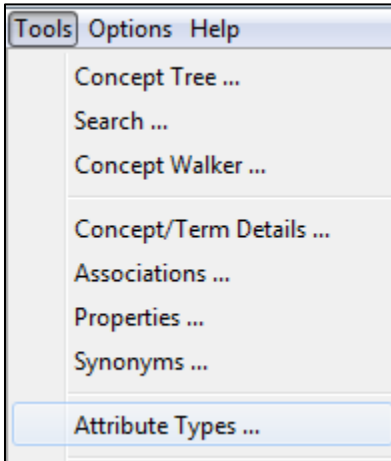 Tools Options Help
Concept Tree ...
Search ...
Concept Walker ...
Concept/Term Details ...
Associations ...
Properties ...
Synonyms ...
Attribute Types ...